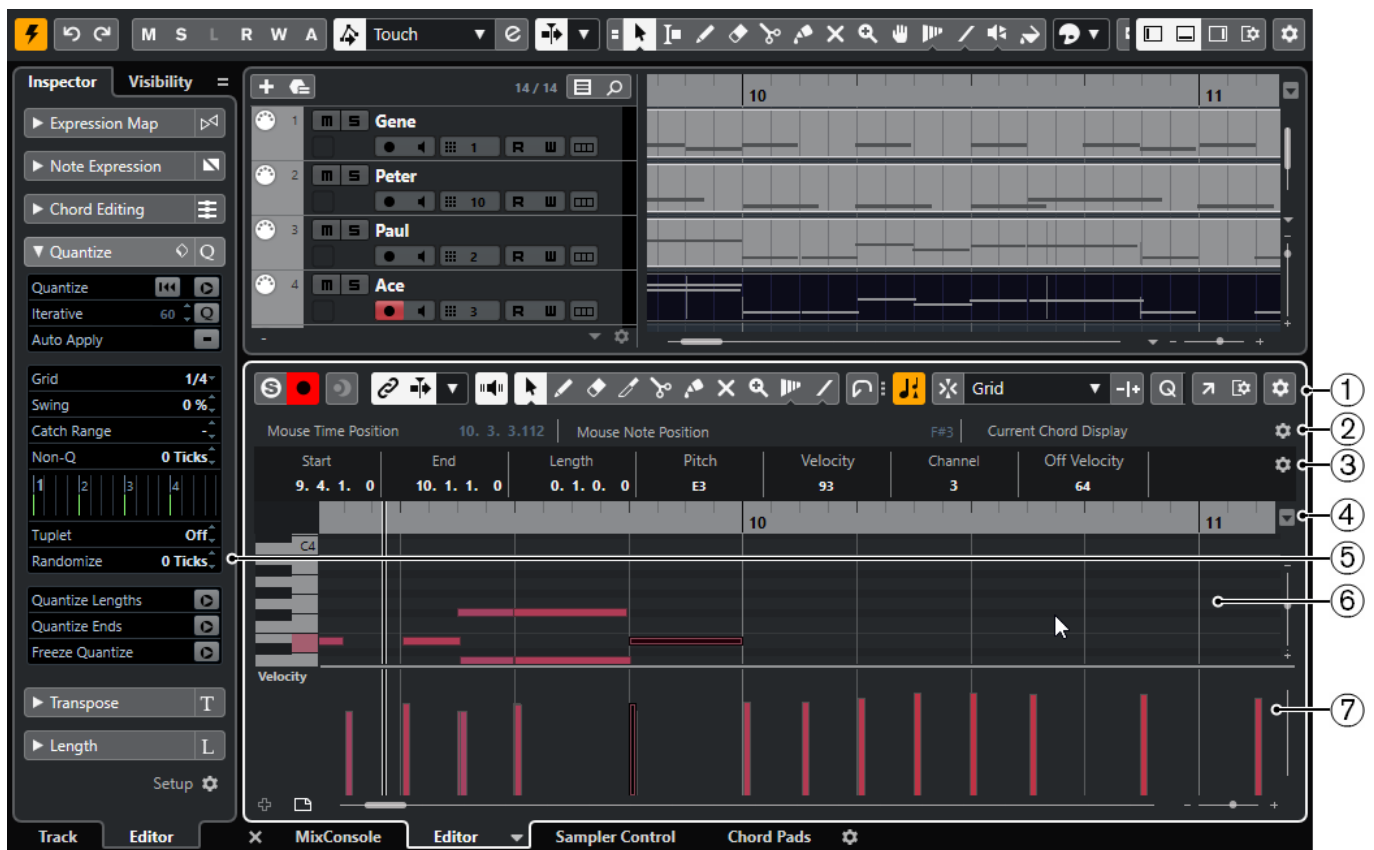 M S L R W A Touch
Inspector Visibility
Expression Map
Note Expression
Chord Editing
Quantize Q
Quantize
Iterative 60 Q
Auto Apply
Grid 1/4
Swing 0 %
Catch Range -
Non-Q 0 Ticks
1 2 3 4
Tuplet Off
Randomize 0 Ticks
Quantize Lengths
Quantize Ends
Freeze Quantize
Transpose T
Length L
Setup
Track Editor
14 / 14
10 11
1 m S Gene
1 R W
2 m S Peter
10 R W
3 m S Paul
2 R W
4 m S Ace
3 R W
-
S Grid Q
Mouse Time Position 10. 3. 3.112 Mouse Note Position F#3 Current Chord Display
Start End Length Pitch Velocity Channel Off Velocity
9. 4. 1. 0 10. 1. 1. 0 0. 1. 0. 0 E3 93 3 64
10 11
C4
Velocity
MixConsole Editor Sampler Control Chord Pads
1
2
3
4
5
6
7